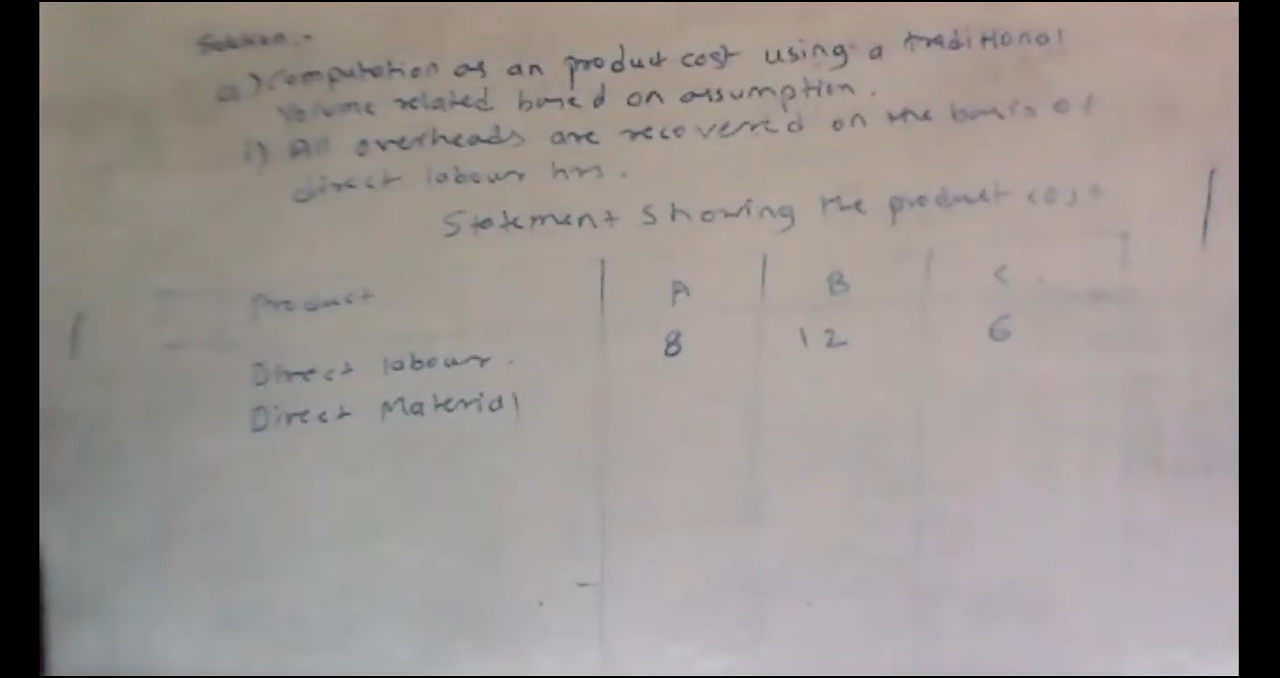 Solution:-
a) Computation of an product cost using a traditional
volume related based on assumption.
i) All overheads are recoverred on the basis of
direct labour hrs.
Statement showing the product cost
Product A B C
Direct labour. 8 12 6
Direct Material